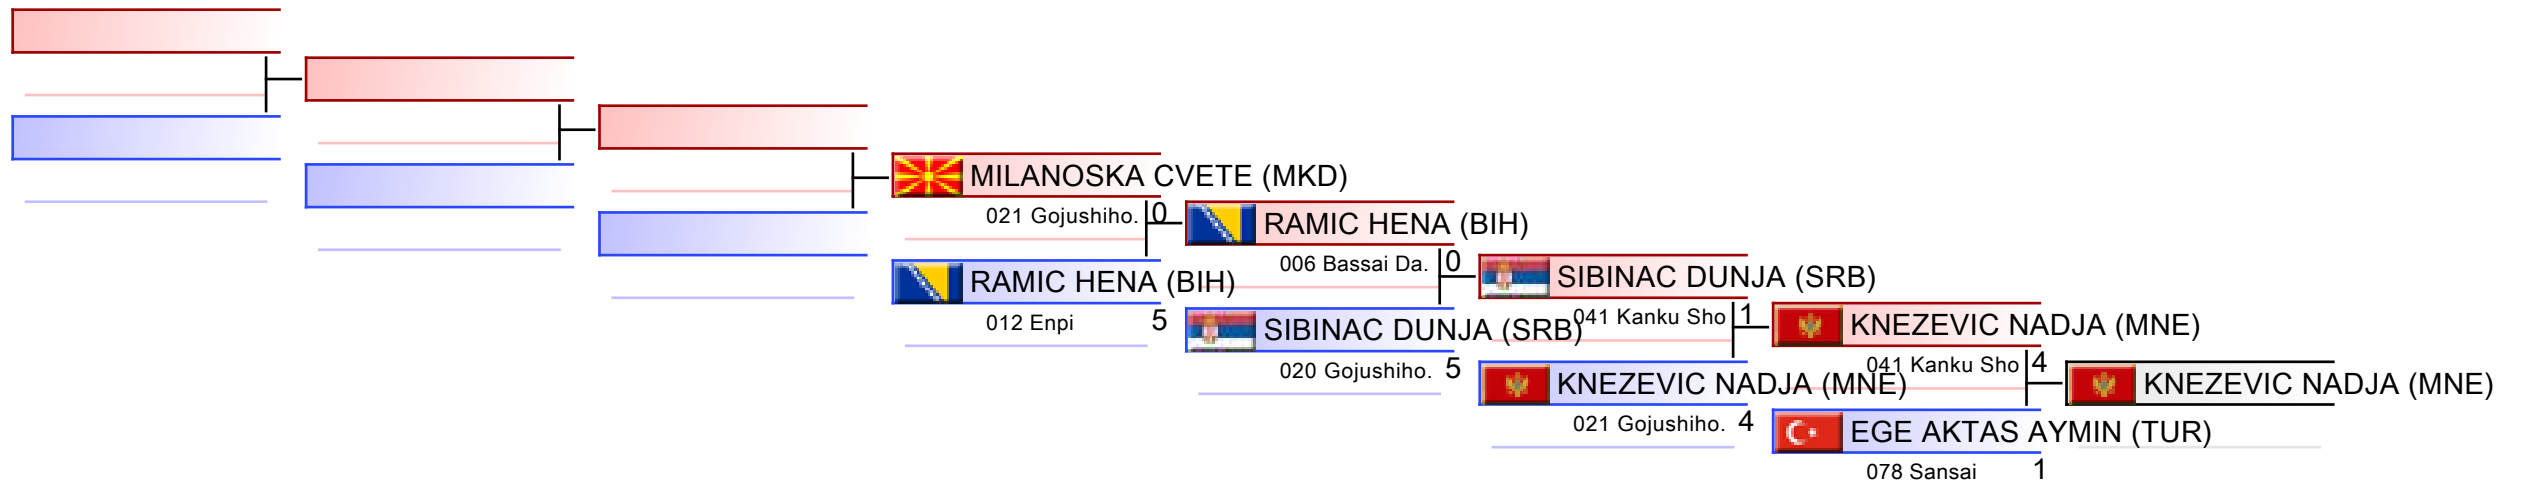 MILANOSKA CVETE (MKD)
021 Gojushiho. 0
RAMIC HENA (BIH)
012 Enpi 5
RAMIC HENA (BIH)
006 Bassai Da. 0
SIBINAC DUNJA (SRB)
020 Gojushiho. 5
SIBINAC DUNJA (SRB)
041 Kanku Sho 1
KNEZEVIC NADJA (MNE)
021 Gojushiho. 4
KNEZEVIC NADJA (MNE)
041 Kanku Sho 4
EGE AKTAS AYMIN (TUR)
078 Sansai 1
KNEZEVIC NADJA (MNE)